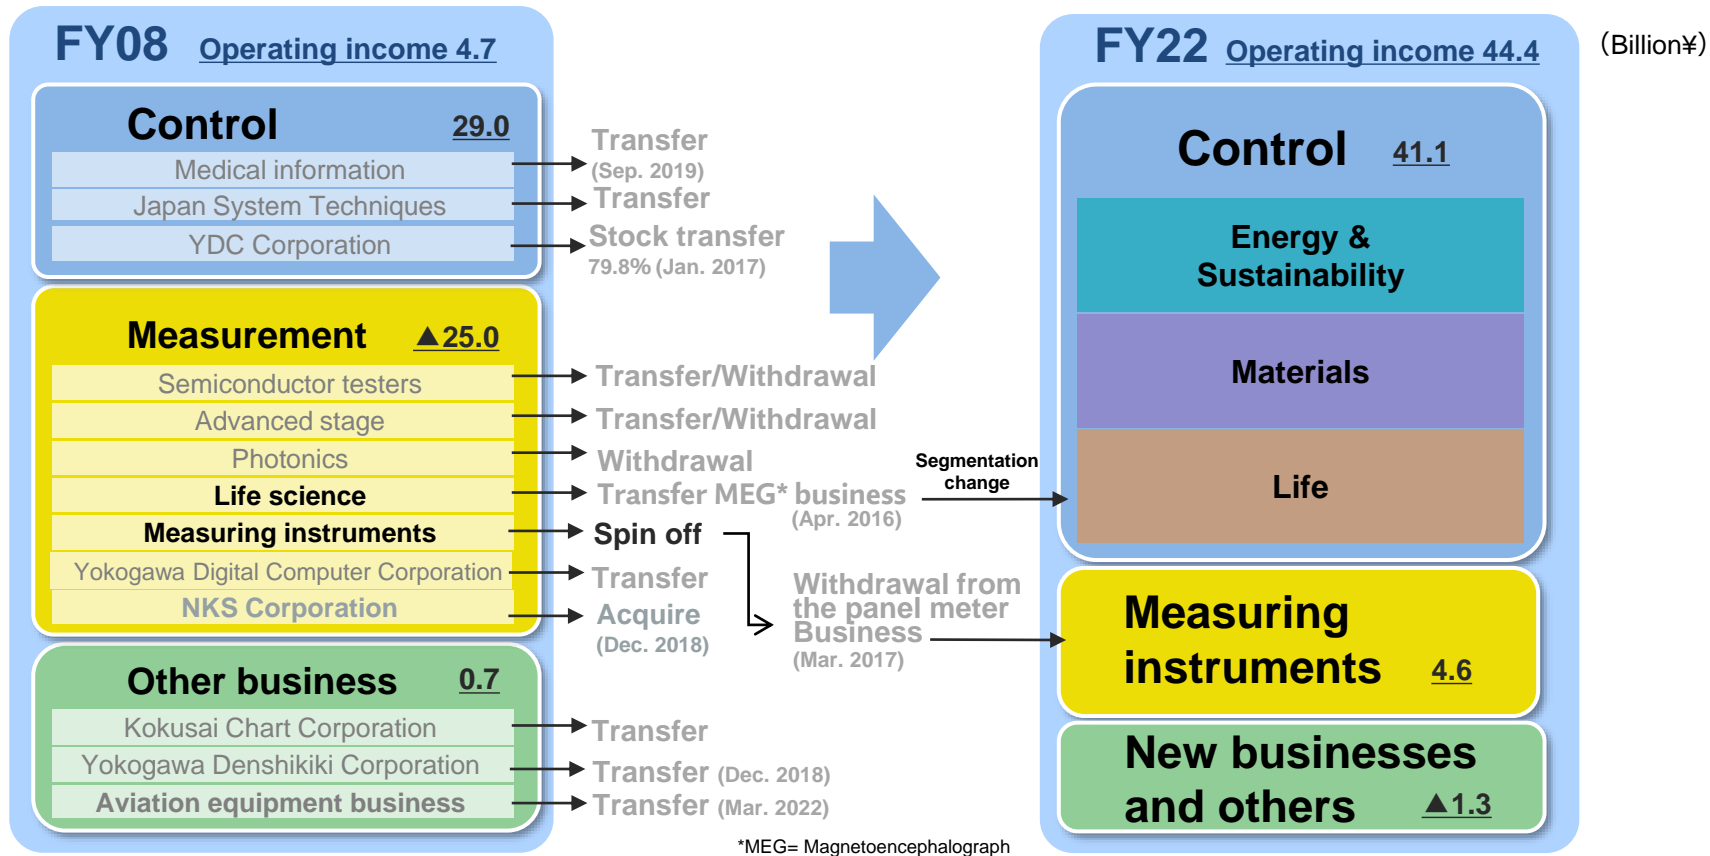 FY08 Operating income 4.7
Control 29.0
Medical information
Japan System Techniques
YDC Corporation
Transfer
(Sep. 2019)
Transfer
Stock transfer
79.8% (Jan. 2017)
Measurement ▲25.0
Semiconductor testers
Advanced stage
Photonics
Life science
Measuring instruments
Yokogawa Digital Computer Corporation
NKS Corporation
Transfer/Withdrawal
Transfer/Withdrawal
Withdrawal
Transfer MEG* business
(Apr. 2016)
Spin off
Transfer
Acquire
(Dec. 2018)
Segmentation
change
Withdrawal from
the panel meter
Business
(Mar. 2017)
Other business 0.7
Kokusai Chart Corporation
Yokogawa Denshikiki Corporation
Aviation equipment business
Transfer
Transfer (Dec. 2018)
Transfer (Mar. 2022)
*MEG= Magnetoencephalograph
FY22 Operating income 44.4
(Billion¥)
Control 41.1
Energy &
Sustainability
Materials
Life
Measuring
instruments 4.6
New businesses
and others ▲1.3